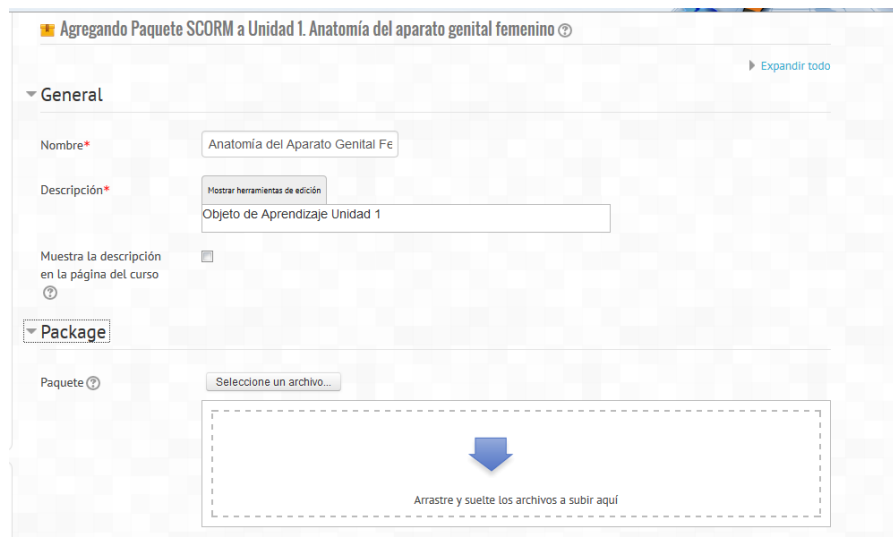 Agregando Paquete SCORM a Unidad 1. Anatomía del aparato genital femenino
Expandir todo
General
Nombre*
Anatomía del Aparato Genital Fe
Descripción*
Mostrar herramientas de edición
Objeto de Aprendizaje Unidad 1
Muestra la descripción
en la página del curso
Package
Paquete
Seleccione un archivo...
Arrastre y suelte los archivos a subir aquí